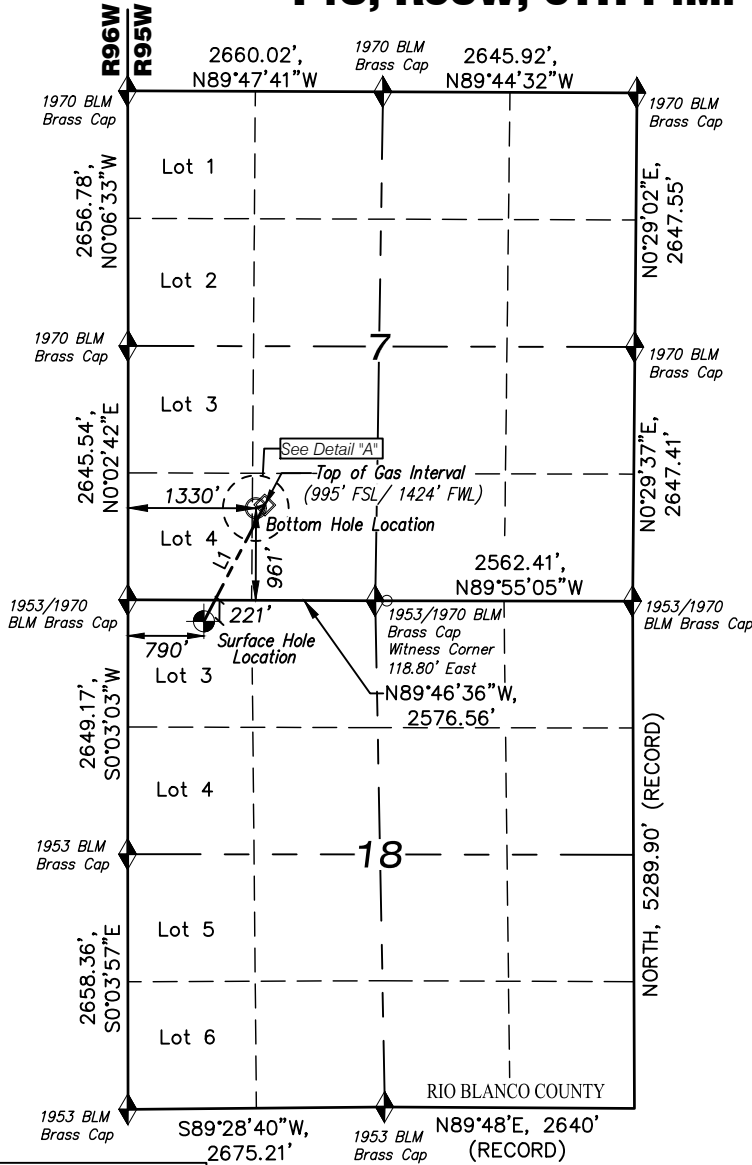 R96W
R95W
2660.02',
N89°47'41"W
1970 BLM
Brass Cap
2645.92',
N89°44'32"W
1970 BLM
Brass Cap
1970 BLM
Brass Cap
Lot 1
2656.78',
N0°06'33"W
N0°29'02"E,
2647.55'
Lot 2
1970 BLM
Brass Cap
7
1970 BLM
Brass Cap
Lot 3
2645.54',
N0°02'42"E
N0°29'37"E,
2647.41'
See Detail "A"
Top of Gas Interval
(995' FSL/ 1424' FWL)
1330'
Bottom Hole Location
Lot 4
L1
961'
2562.41',
N89°55'05"W
1953/1970
BLM Brass Cap
221'
790'
Surface Hole
Location
1953/1970 BLM
Brass Cap
Witness Corner
118.80' East
1953/1970
BLM Brass Cap
N89°46'36"W,
2576.56'
Lot 3
2649.17',
S0°03'03"W
Lot 4
NORTH, 5289.90' (RECORD)
1953 BLM
Brass Cap
18
Lot 5
2658.36',
S0°03'57"E
Lot 6
RIO BLANCO COUNTY
1953 BLM
Brass Cap
S89°28'40"W,
2675.21'
1953 BLM
Brass Cap
N89°48'E, 2640'
(RECORD)